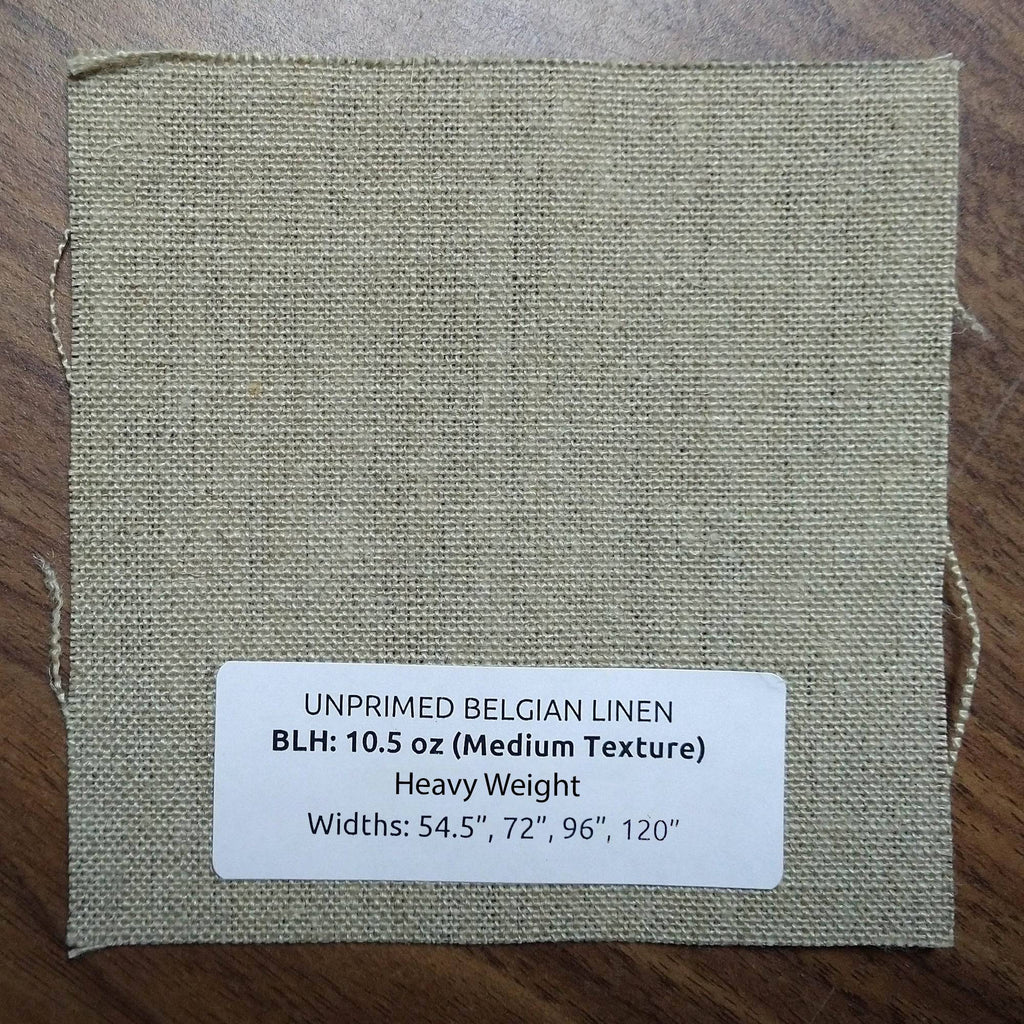 UNPRIMED BELGIAN LINEN
BLH: 10.5 oz (Medium Texture)
Heavy Weight
Widths: 54.5”, 72”, 96”, 120”